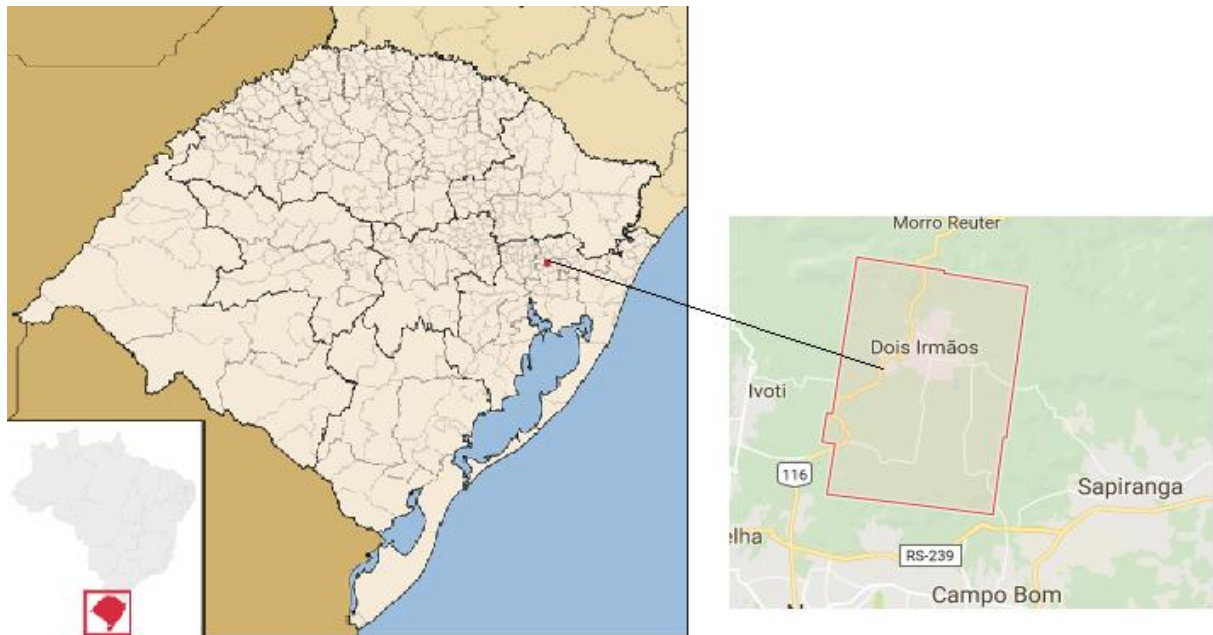 Morro Reuter
Dois Irmãos
Ivoti
116
Sapiranga
elha
RS-239
Campo Bom